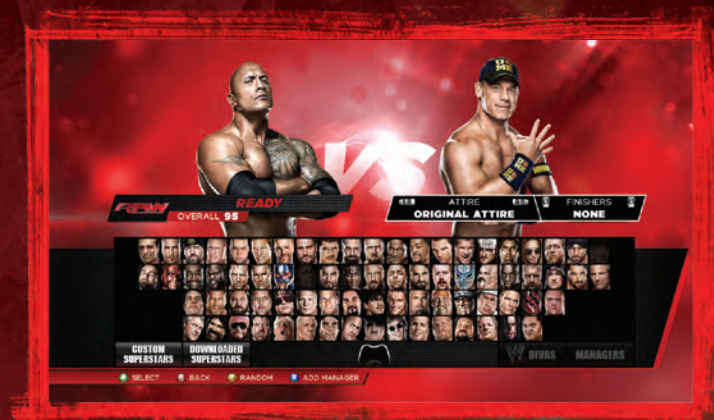 VS
RAW
READY
OVERALL 95
ATTIRE
ORIGINAL ATTIRE
FINISHERS
NONE
CUSTOM
SUPERSTARS
DOWNLOADED
SUPERSTARS
W DIVAS
MANAGERS
A SELECT B BACK Y RANDOM X ADD MANAGER